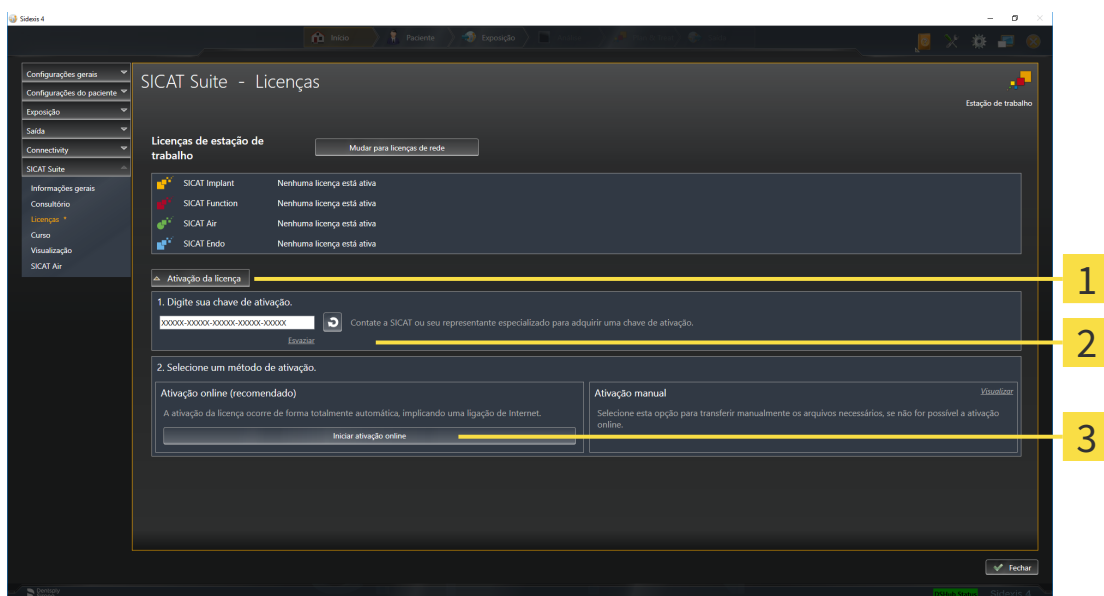 Sidexis 4
Início
Paciente
Exposição
Configurações gerais
Configurações do paciente
Exposição
Saída
Connectivity
SICAT Suite
Informações gerais
Consultório
Licenças *
Curso
Visualização
SICAT Air
SICAT Suite - Licenças
Estação de trabalho
Licenças de estação de
trabalho
Mudar para licenças de rede
SICAT Implant Nenhuma licença está ativa
SICAT Function Nenhuma licença está ativa
SICAT Air Nenhuma licença está ativa
SICAT Endo Nenhuma licença está ativa
Ativação da licença
1
1. Digite sua chave de ativação.
XXXXX-XXXXX-XXXXX-XXXXX-XXXXX
Contate a SICAT ou seu representante especializado para adquirir uma chave de ativação.
Esvaziar
2
2. Selecione um método de ativação.
Ativação online (recomendado)
A ativação da licença ocorre de forma totalmente automática, implicando uma ligação de Internet.
Iniciar ativação online
Ativação manual
Visualizar
Selecione esta opção para transferir manualmente os arquivos necessários, se não for possível a ativação
online.
3
Fechar
Sidexis 4